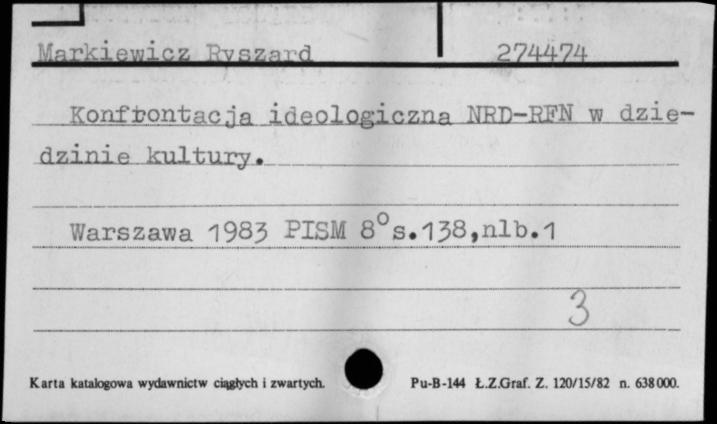 Markiewicz Ryszard 274474
Konfrontacja ideologiczna NRD-RFN w dzie-
dzinie kultury.
Warszawa 1983 PISM 8° s.138,nlb.1
3
Karta katalogowa wydawnictw ciągłych i zwartych. Pu-B-144 Ł.Z.Graf. Z. 120/15/82 n. 638000.